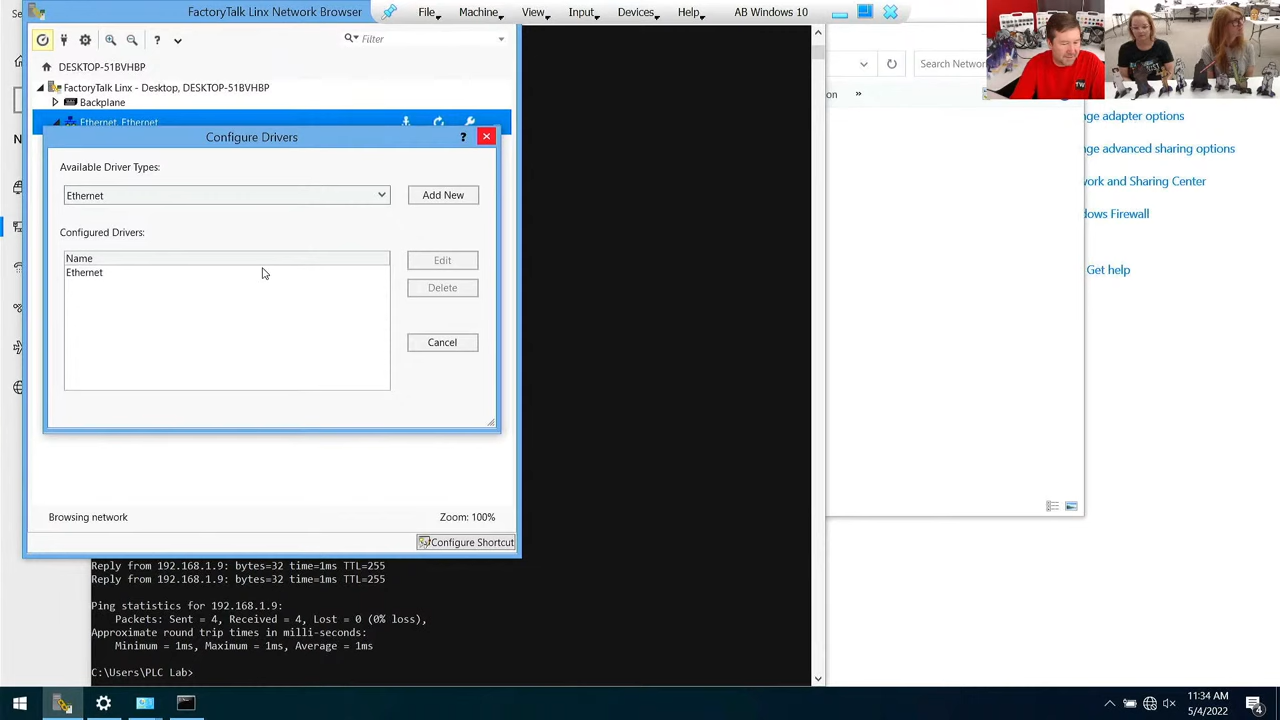 Se
FactoryTalk Linx Network Browser
File
Machine
View
Input
Devices
Help
AB Windows 10
Filter
DESKTOP-51BVHBP
FactoryTalk Linx - Desktop, DESKTOP-51BVHBP
Backplane
Ethernet, Ethernet
Configure Drivers
?
Available Driver Types:
Ethernet
Add New
Configured Drivers:
Name
Ethernet
Edit
Delete
Cancel
Browsing network
Zoom: 100%
Configure Shortcut
Search Networ
on
»
nge adapter options
nge advanced sharing options
work and Sharing Center
dows Firewall
Get help
Reply from 192.168.1.9: bytes=32 time=1ms TTL=255
Reply from 192.168.1.9: bytes=32 time=1ms TTL=255
Ping statistics for 192.168.1.9:
Packets: Sent = 4, Received = 4, Lost = 0 (0% loss),
Approximate round trip times in milli-seconds:
Minimum = 1ms, Maximum = 1ms, Average = 1ms
C:\Users\PLC Lab>
11:34 AM
5/4/2022
4